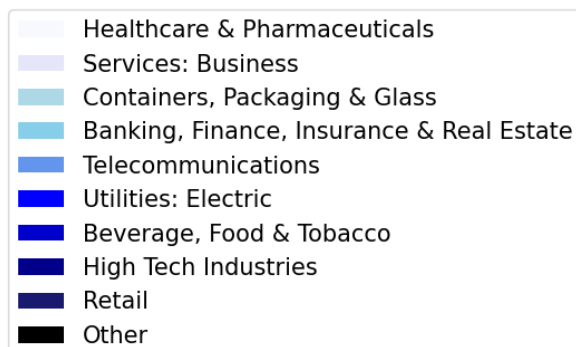 Healthcare & Pharmaceuticals
Services: Business
Containers, Packaging & Glass
Banking, Finance, Insurance & Real Estate
Telecommunications
Utilities: Electric
Beverage, Food & Tobacco
High Tech Industries
Retail
Other